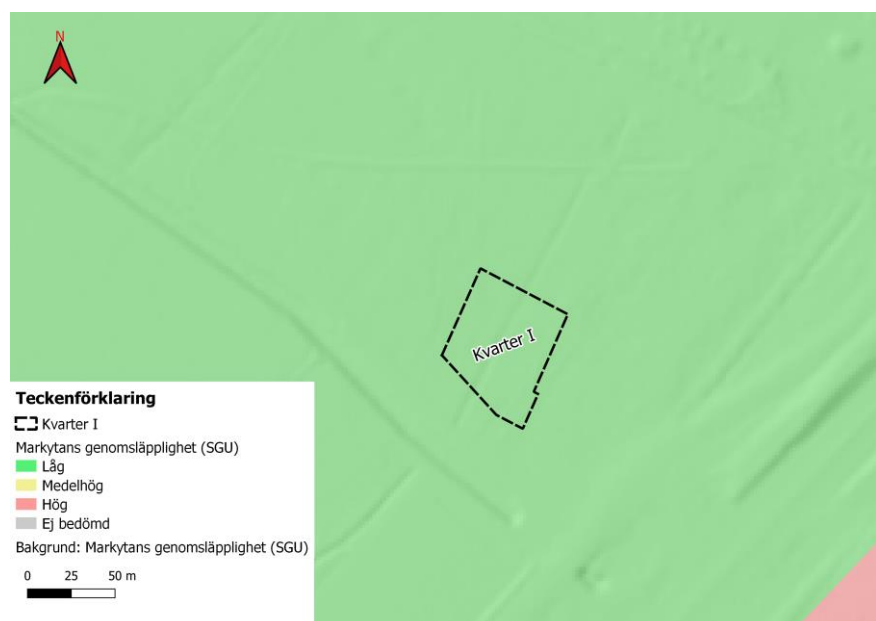 N
Kvarter I
Teckenförklaring
Kvarter I
Markytans genomsläpplighet (SGU)
Låg
Medelhög
Hög
Ej bedömd
Bakgrund: Markytans genomsläpplighet (SGU)
0 25 50 m